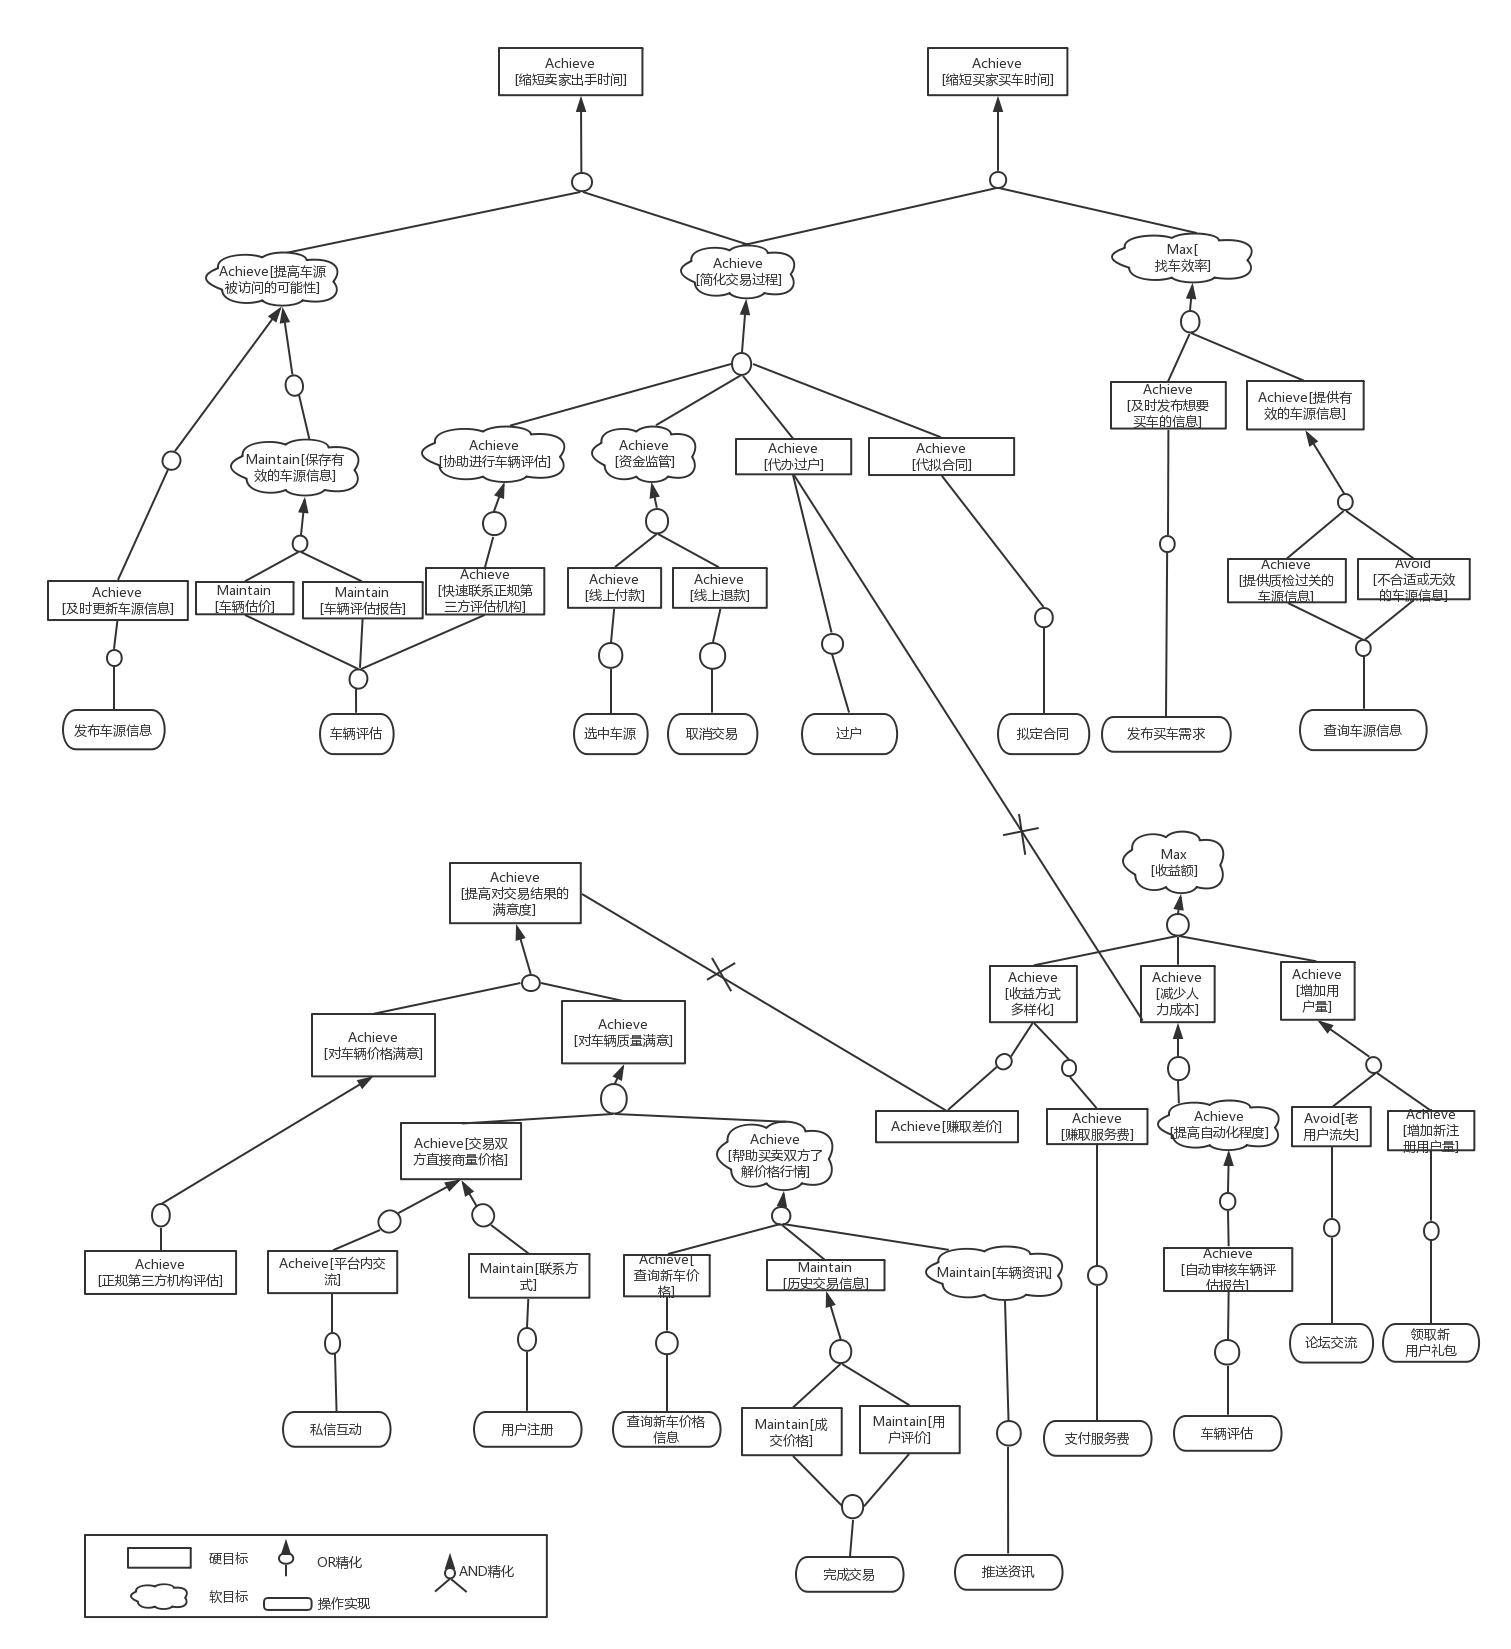 Achieve
[缩短卖家出手时间]
Achieve
[缩短买家买车时间]
Achieve[提高车源
被访问的可能性]
Achieve
[简化交易过程]
Max[
找车效率]
Maintain[保存有
效的车源信息]
Achieve
[协助进行车辆评估]
Achieve
[资金监管]
Achieve
[代办过户]
Achieve
[代拟合同]
Achieve
[及时发布想要
买车的信息]
Achieve[提供有
效的车源信息]
Achieve
[及时更新车源信息]
Maintain
[车辆估价]
Maintain
[车辆评估报告]
Achieve
[快速联系正规第
三方评估机构]
Achieve
[线上付款]
Achieve
[线上退款]
Achieve
[提供质检过关的
车源信息]
Avoid
[不合适或无效
的车源信息]
发布车源信息
车辆评估
选中车源
取消交易
过户
拟定合同
发布买车需求
查询车源信息
Achieve
[提高对交易结果的
满意度]
Max
[收益额]
Achieve
[对车辆价格满意]
Achieve
[对车辆质量满意]
Achieve
[收益方式
多样化]
Achieve
[减少人
力成本]
Achieve
[增加用
户量]
Achieve[交易双
方直接商量价格]
Achieve
[帮助买卖双方了
解价格行情]
Achieve[赚取差价]
Achieve
[赚取服务费]
Achieve
[提高自动化程度]
Avoid[老
用户流失]
Achieve
[增加新注
册用户量]
Achieve
[正规第三方机构评估]
Acheive[平台内交
流]
Maintain[联系方
式]
Achieve[
查询新车价
格]
Maintain
[历史交易信息]
Maintain[车辆资讯]
Achieve
[自动审核车辆评
估报告]
论坛交流
领取新
用户礼包
私信互动
用户注册
查询新车价格
信息
Maintain[成
交价格]
Maintain[用
户评价]
支付服务费
车辆评估
完成交易
推送资讯
硬目标
OR精化
AND精化
软目标
操作实现